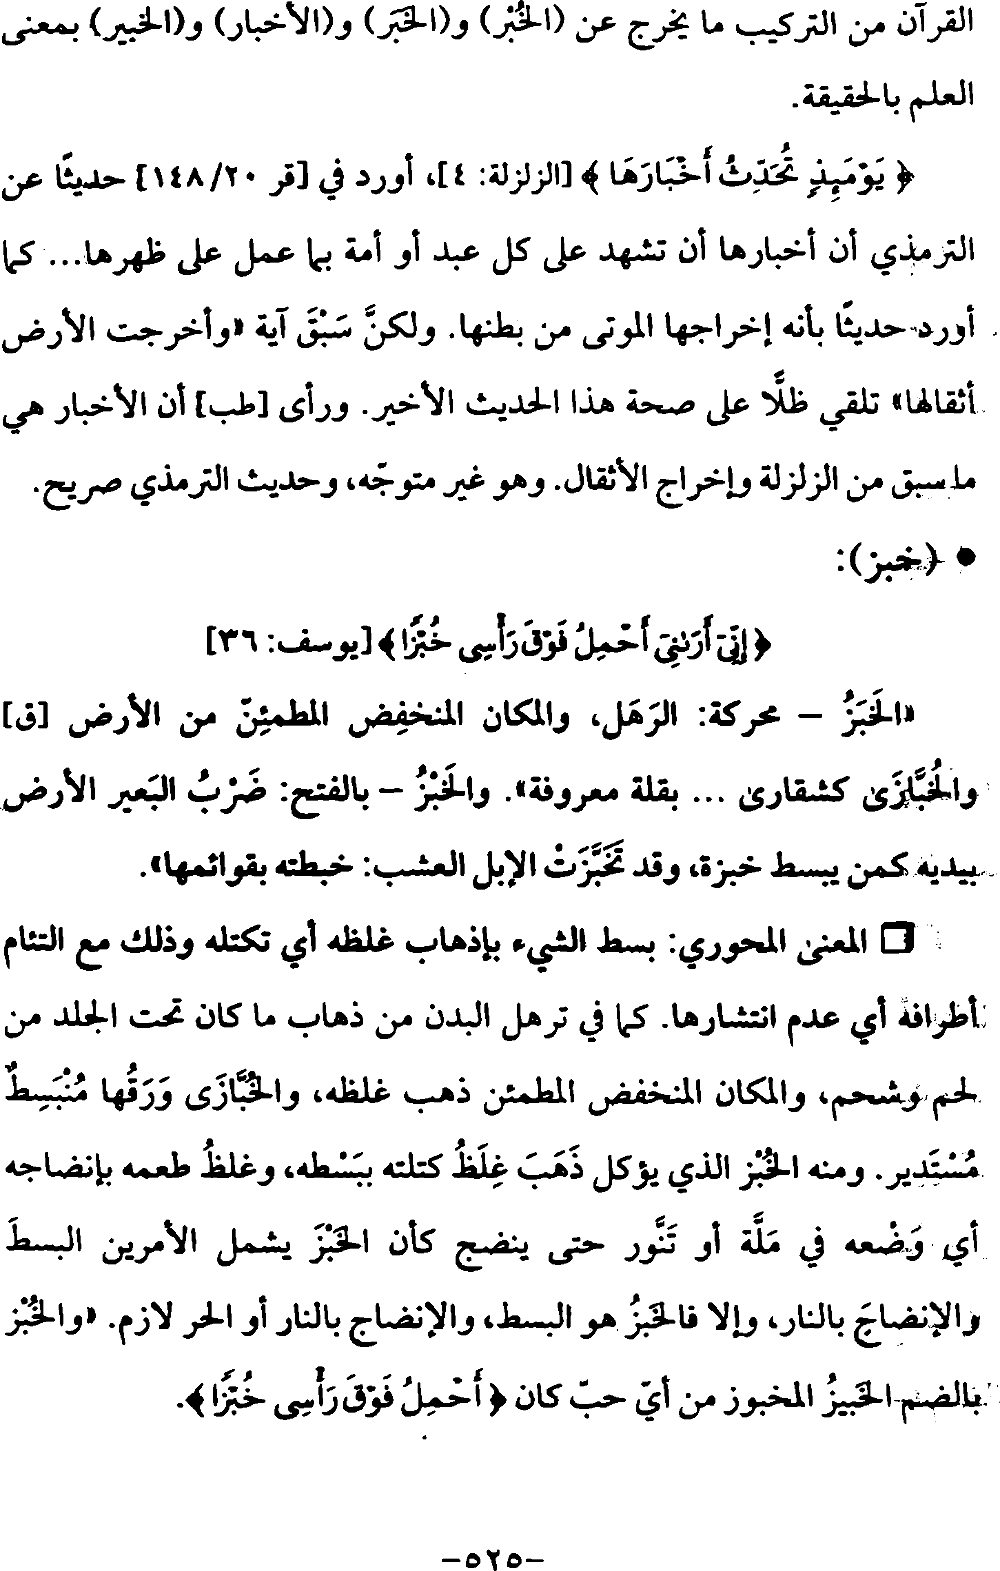 القرآن من التركيب ما يخرج عن (الخُبْر) و(الخَبَر) و(الأخبار) و(الخبير) بمعنى
العلم بالحقيقة.
﴿ يَوْمَئِذٍ تُحَدِّثُ أَخْبَارَهَا ﴾ [الزلزلة: ٤]، أورد في [قر ١٤٨/٢٠] حديثًا عن
الترمذي أن أخبارها أن تشهد على كل عبد أو أمة بما عمل على ظهرها... كما
أورد حديثًا بأنه إخراجها الموتى من بطنها. ولكنَّ سَبْقَ آية «وأخرجت الأرض
أثقالها» تلقي ظلًّا على صحة هذا الحديث الأخير. ورأى [طب] أن الأخبار هي
ما سبق من الزلزلة وإخراج الأثقال. وهو غير متوجّه، وحديث الترمذي صريح.
• (خبز):
﴿ إِنِّىٓ أَرَىٰنِىٓ أَحْمِلُ فَوْقَ رَأْسِى خُبْزًا ﴾ [يوسف: ٣٦]
«الخَبَزُ – محركة: الرَهَل، والمكان المنخفِض المطمئِنّ من الأرض [ق]
والخُبَّازَىٰ كشقارىٰ ... بقلة معروفة». والخَبْزُ – بالفتح: ضَرْبُ البَعير الأرض
بيديه كمن يبسط خبزة، وقد تَخَبَّزَتْ الإبل العشب: خبطته بقوائمها».
□ المعنىٰ المحوري: بسط الشيء بإذهاب غلظه أي تكتله وذلك مع التئام
أطرافه أي عدم انتشارها. كما في ترهل البدن من ذهاب ما كان تحت الجلد من
لحم وشحم، والمكان المنخفض المطمئن ذهب غلظه، والخُبَّازَى وَرَقُها مُنْبَسِطٌ
مُسْتَدِير. ومنه الخُبْز الذي يؤكل ذَهَبَ غِلَظُ كتلته ببَسْطه، وغلظُ طعمه بإنضاجه
أي وَضْعه في مَلَّة أو تَنَّور حتى ينضج كأن الخَبْزَ يشمل الأمرين البسطَ
والإنضاجَ بالنار، وإلا فالخَبزُ هو البسط، والإنضاج بالنار أو الحر لازم. «والخُبْز
بالضم الخَبيزُ المخبوز من أيّ حبّ كان ﴿ أَحْمِلُ فَوْقَ رَأْسِى خُبْزًا ﴾.
-٥٢٥-